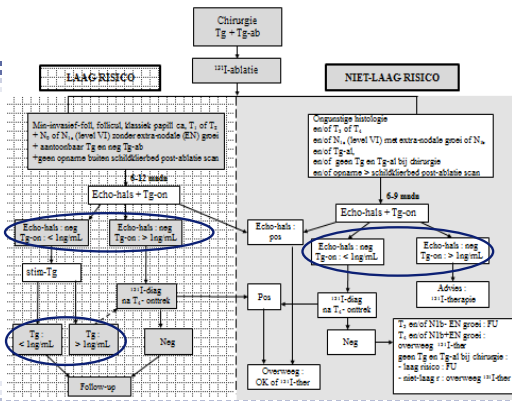 Chirurgie
Tg + Tg-ab
¹³¹I-ablatie
LAAG RISICO
NIET-LAAG RISICO
Min-invasief-foll, follicul, klassiek papill ca, T₁ of T₂
+ N₀ of N₁ₐ (level VI) zonder extra-nodale (EN) groei
+ aantoonbaar Tg en neg Tg-ab
+geen opname buiten schildklierbed post-ablatie scan
Ongunstige histologie
en/of T₃ of T₄
en/of N₁ₐ (level VI) met extra-nodale groei of N₁ᵦ
en/of Tg-al,
en/of geen Tg en Tg-al bij chirurgie
en/of opname > schildklierbed post-ablatie scan
6-12 mnda
6-9 mnda
Echo-hals + Tg-on
Echo-hals + Tg-on
Echo-hals : neg
Tg-on : < 1ng/mL
Echo-hals : neg
Tg-on : > 1ng/mL
Echo-hals :
pos
Echo-hals : neg
Tg-on : < 1ng/mL
Echo-hals : neg
Tg-on : > 1ng/mL
stim-Tg
¹³¹I-diag
na T₄- onttrek
Pos
¹³¹I-diag
na T₄- onttrek
Advies :
¹³¹I-therapie
Tg :
< 1ng/mL
Tg :
> 1ng/mL
Neg
Neg
T₃ en/of N1b- EN groei : FU
T₄ en/of N1b+EN groei :
overweeg ¹³¹I-ther
geen Tg en Tg-al bij chirurgie :
- laag risico : FU
- niet-laag r : overweeg ¹³¹I-ther
Follow-up
Overweeg :
OK of ¹³¹I-ther